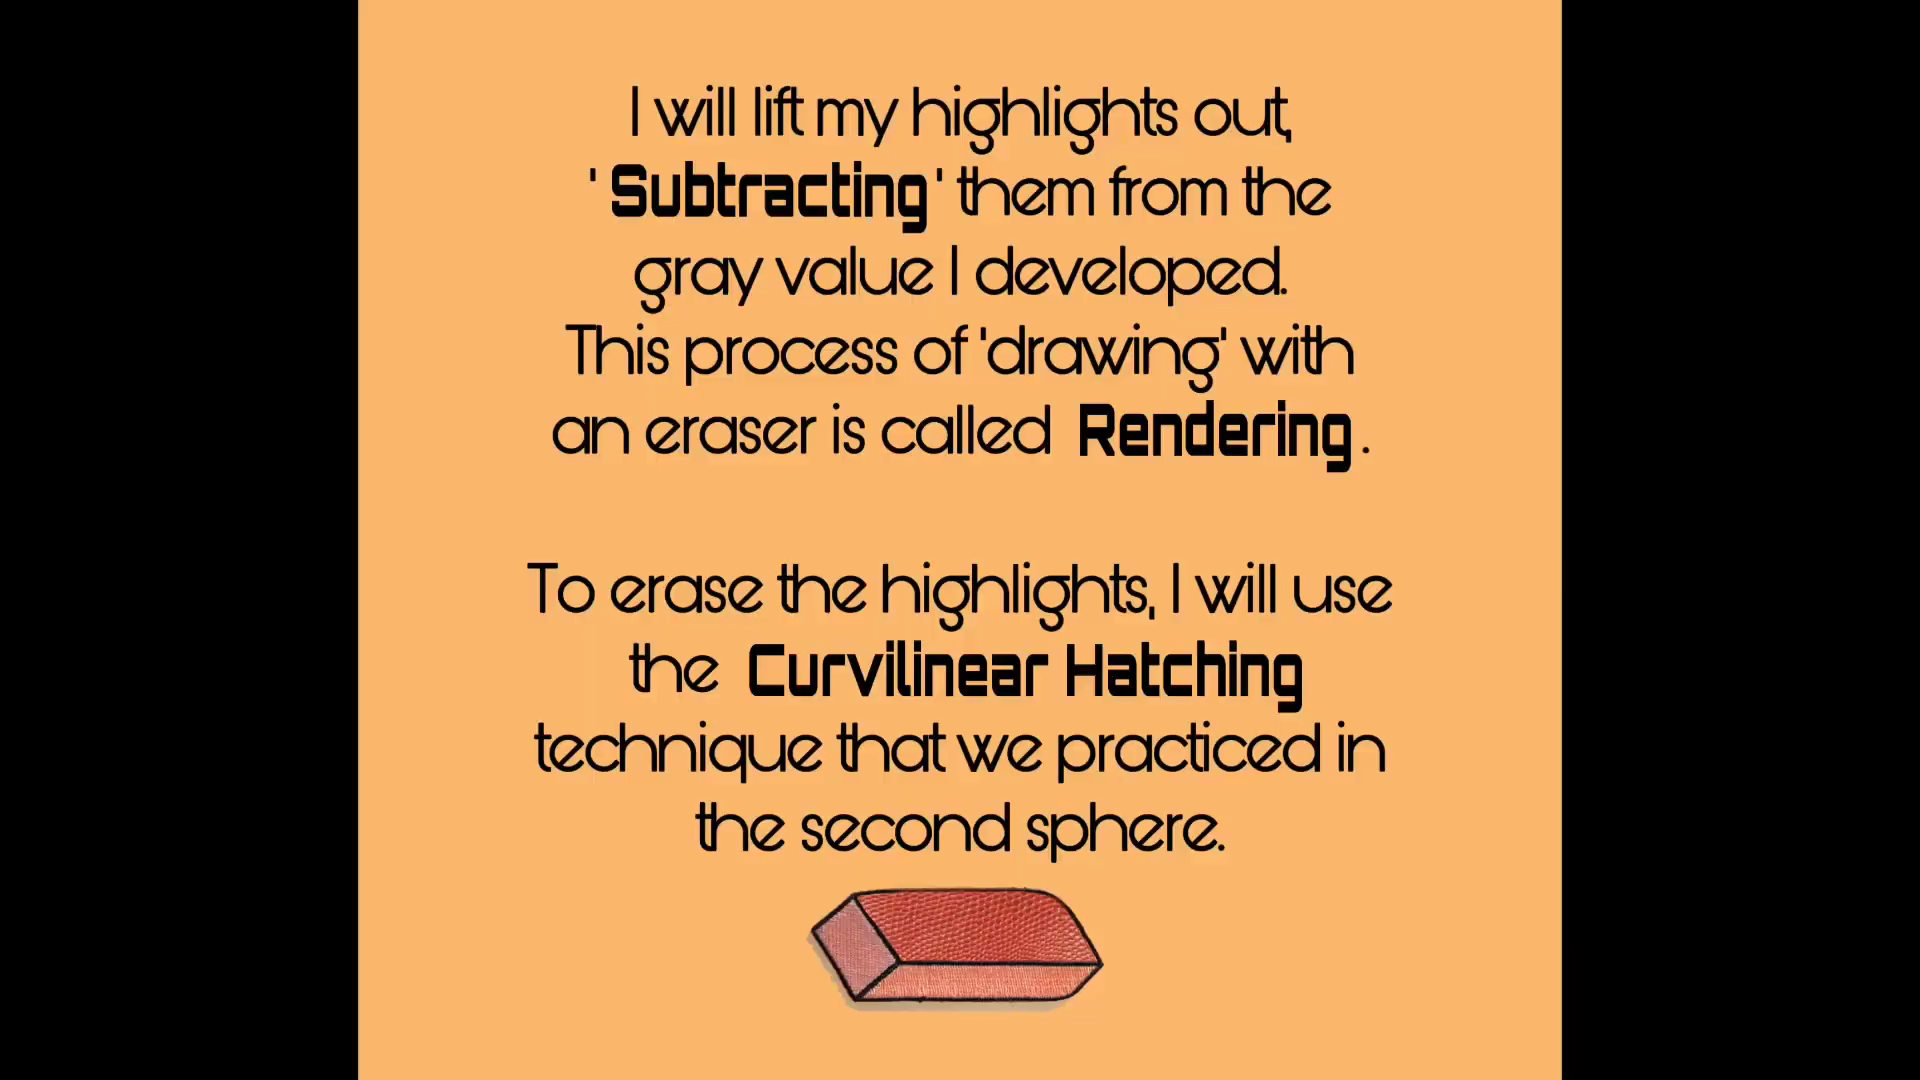 I will lift my highlights out,
'Subtracting' them from the
gray value I developed.
This process of 'drawing' with
an eraser is called Rendering.
To erase the highlights, I will use
the Curvilinear Hatching
technique that we practiced in
the second sphere.